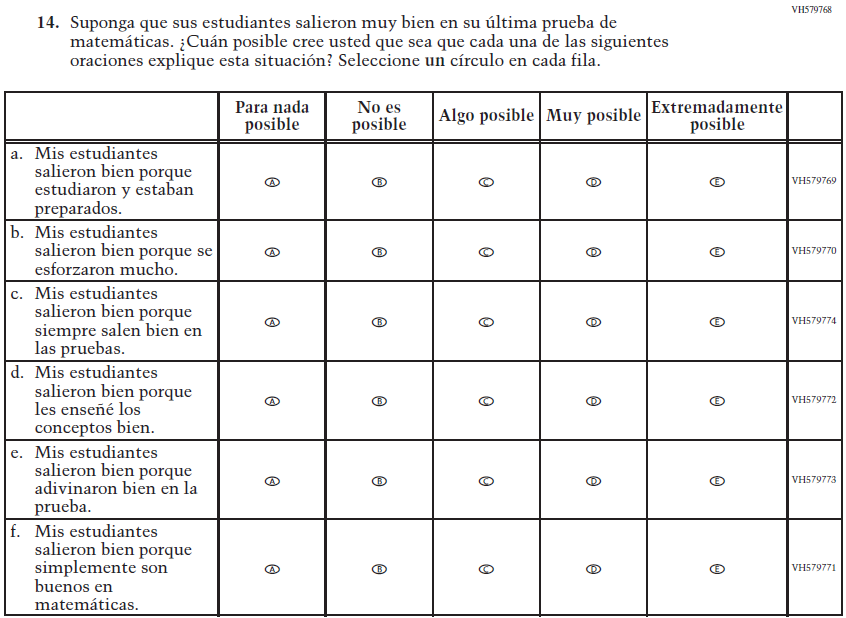 VH579768
14. Suponga que sus estudiantes salieron muy bien en su última prueba de
matemáticas. ¿Cuán posible cree usted que sea que cada una de las siguientes
oraciones explique esta situación? Seleccione un círculo en cada fila.
Para nada posible No es posible Algo posible Muy posible Extremadamente posible
a. Mis estudiantes
salieron bien porque
estudiaron y estaban
preparados.
A B C D E VH579769
b. Mis estudiantes
salieron bien porque se
esforzaron mucho.
A B C D E VH579770
c. Mis estudiantes
salieron bien porque
siempre salen bien en
las pruebas.
A B C D E VH579774
d. Mis estudiantes
salieron bien porque
les enseñé los
conceptos bien.
A B C D E VH579772
e. Mis estudiantes
salieron bien porque
adivinaron bien en la
prueba.
A B C D E VH579773
f. Mis estudiantes
salieron bien porque
simplemente son
buenos en
matemáticas.
A B C D E VH579771